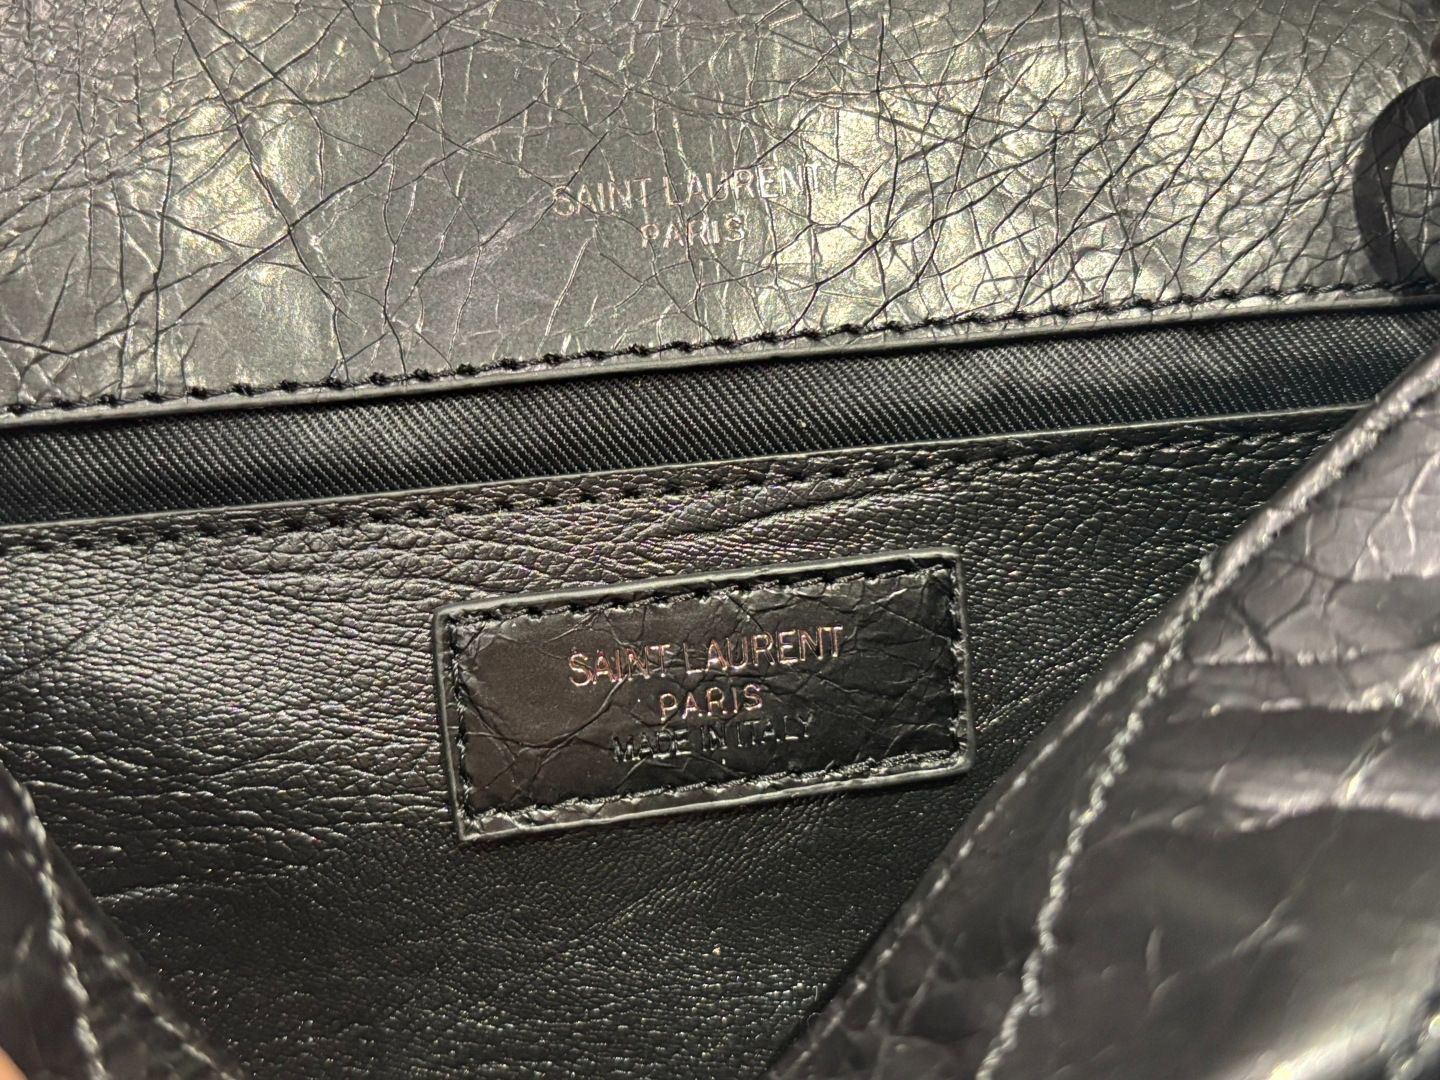 SAINT LAURENT
PARIS
SAINT LAURENT
PARIS
MADE IN ITALY